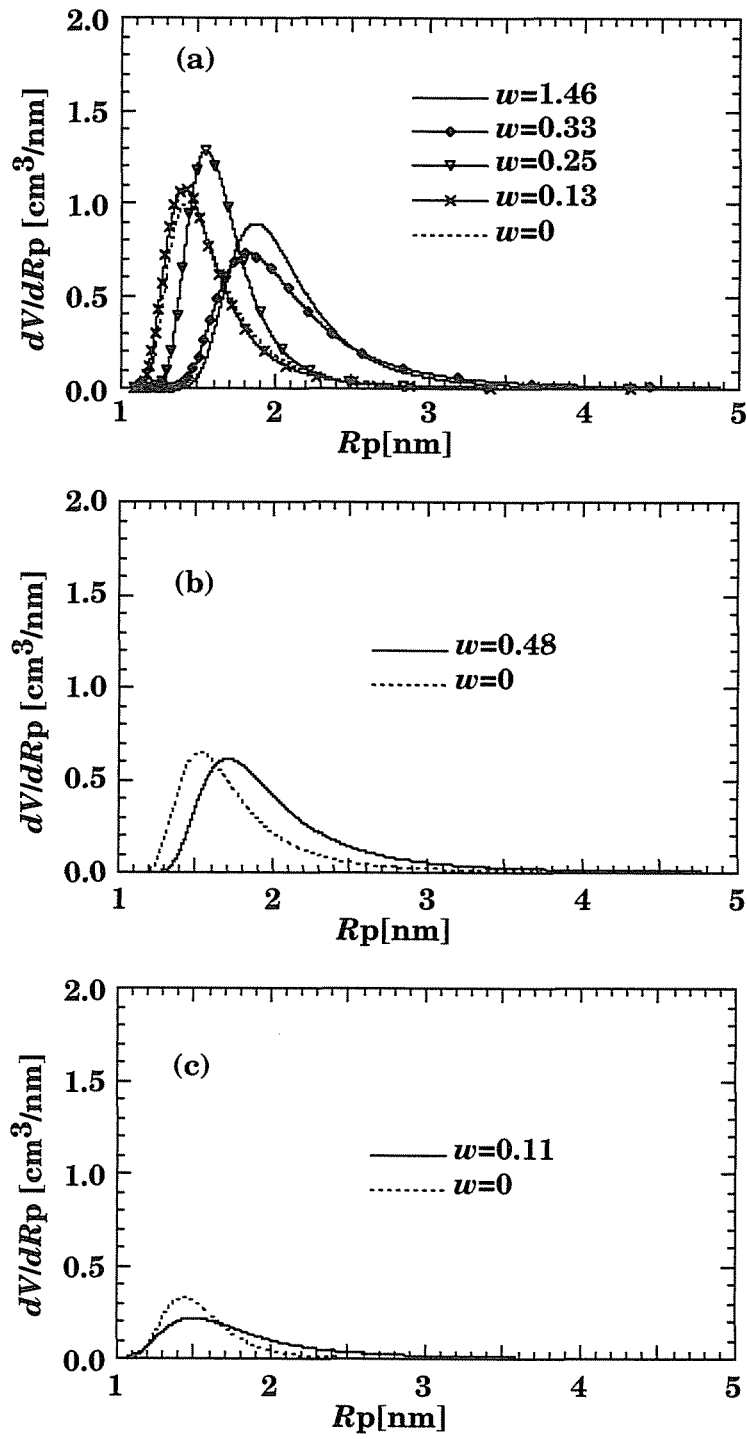 2.0
(a)
w=1.46
1.5
w=0.33
w=0.25
1.0
w=0.13
w=0
0.5
0.0
dV/dRp [cm3/nm]
1 2 3 4 5
Rp[nm]
2.0
(b)
1.5
w=0.48
w=0
1.0
0.5
0.0
dV/dRp [cm3/nm]
1 2 3 4 5
Rp[nm]
2.0
(c)
1.5
w=0.11
1.0
w=0
0.5
0.0
dV/dRp [cm3/nm]
1 2 3 4 5
Rp[nm]